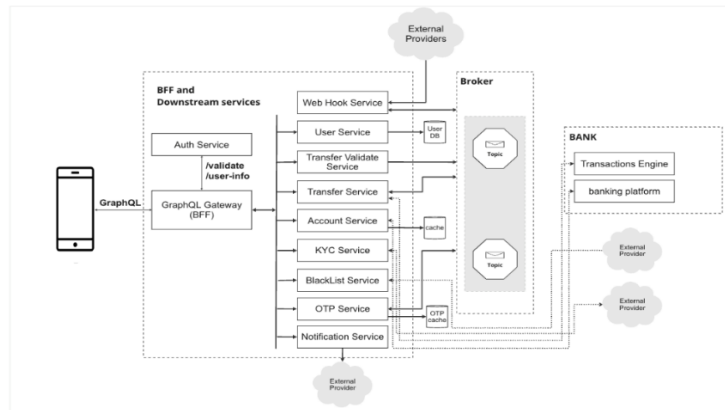 External
Providers
BFF and
Downstream services
Broker
Web Hook Service
User Service
User
DB
Auth Service
/validate
/user-info
Transfer Validate
Service
Topic
BANK
Transactions Engine
GraphQL
GraphQL Gateway
(BFF)
Transfer Service
banking platform
Account Service
cache
KYC Service
External
Provider
Topic
BlackList Service
External
Provider
OTP Service
OTP
cache
Notification Service
External
Provider